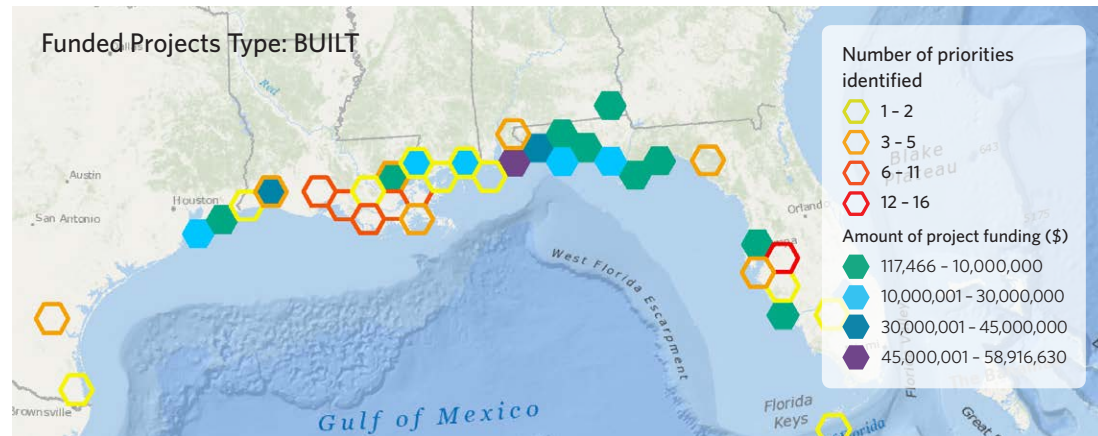 Funded Projects Type: BUILT
Red
Austin
Houston
San Antonio
Orlando
Blake
Plateau
643
West Florida Escarpment
Brownsville
Gulf of Mexico
Florida
Keys
Great
Number of priorities
identified
1 – 2
3 – 5
6 – 11
12 – 16
Amount of project funding ($)
117,466 – 10,000,000
10,000,001 – 30,000,000
30,000,001 – 45,000,000
45,000,001 – 58,916,630